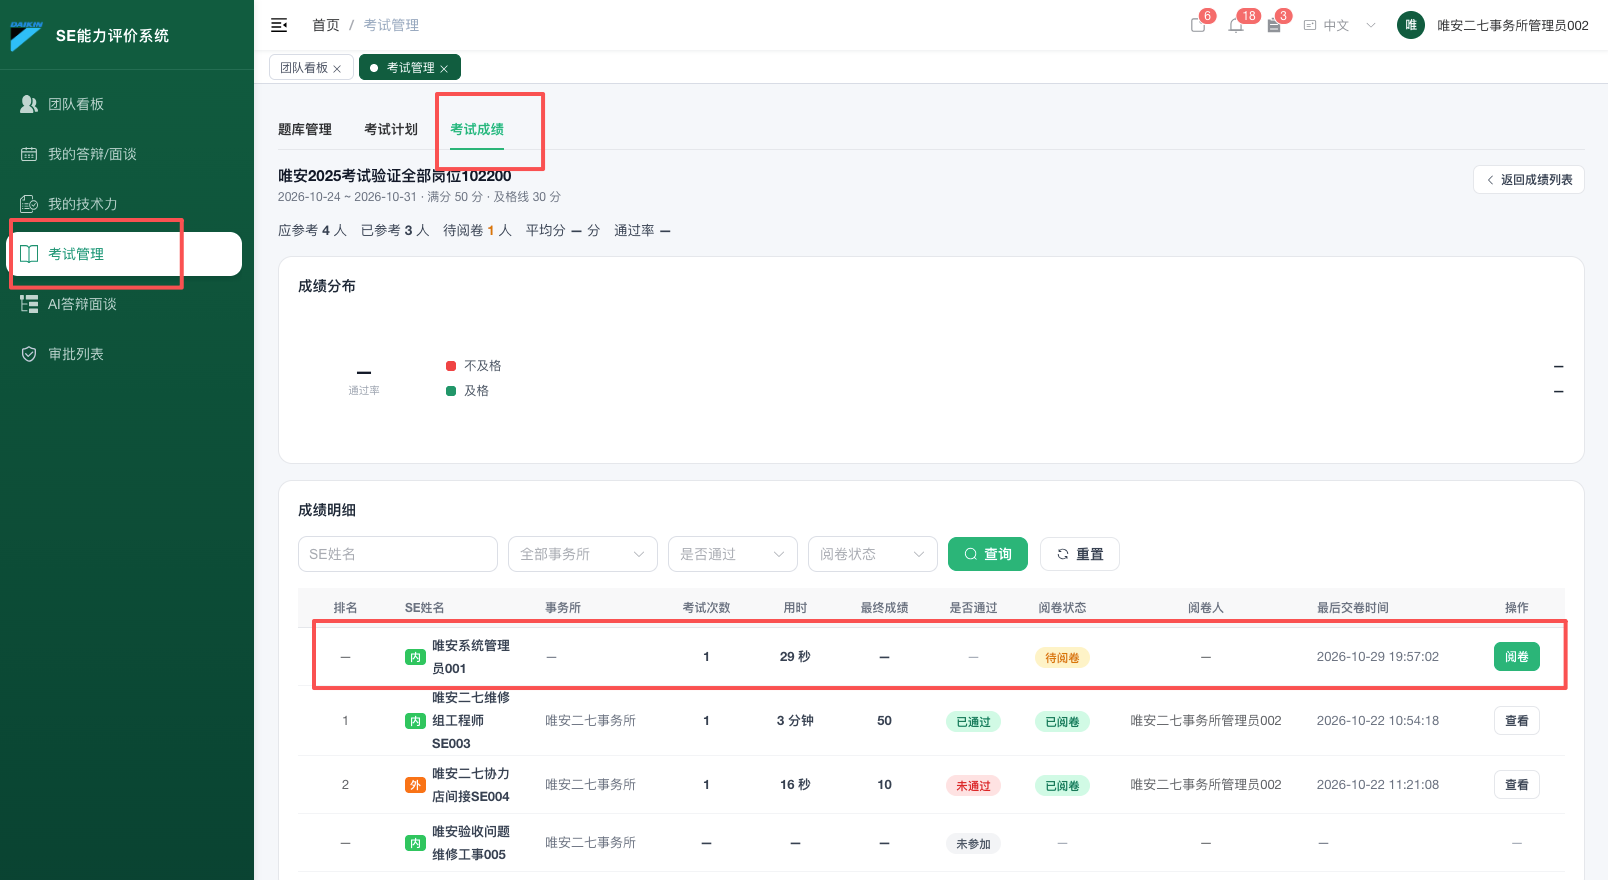 DAIKIN
SE能力评价系统
团队看板
我的答辩/面谈
我的技术力
考试管理
AI答辩面谈
审批列表
首页 / 考试管理
6
18
3
中文
唯
唯安二七事务所管理员002
团队看板 ×
考试管理 ×
题库管理
考试计划
考试成绩
唯安2025考试验证全部岗位102200
2026-10-24 ~ 2026-10-31 · 满分 50 分 · 及格线 30 分
返回成绩列表
应参考 4 人 已参考 3 人 待阅卷 1 人 平均分 — 分 通过率 —
成绩分布
—
通过率
不及格 —
及格 —
成绩明细
SE姓名
全部事务所
是否通过
阅卷状态
查询
重置
排名 SE姓名 事务所 考试次数 用时 最终成绩 是否通过 阅卷状态 阅卷人 最后交卷时间 操作
— 内 唯安系统管理员001 — 1 29 秒 — — 待阅卷 — 2026-10-29 19:57:02 阅卷
1 内 唯安二七维修组工程师SE003 唯安二七事务所 1 3 分钟 50 已通过 已阅卷 唯安二七事务所管理员002 2026-10-22 10:54:18 查看
2 外 唯安二七协力店间接SE004 唯安二七事务所 1 16 秒 10 未通过 已阅卷 唯安二七事务所管理员002 2026-10-22 11:21:08 查看
— 内 唯安验收问题维修工事005 唯安二七事务所 — — — 未参加 — — — —